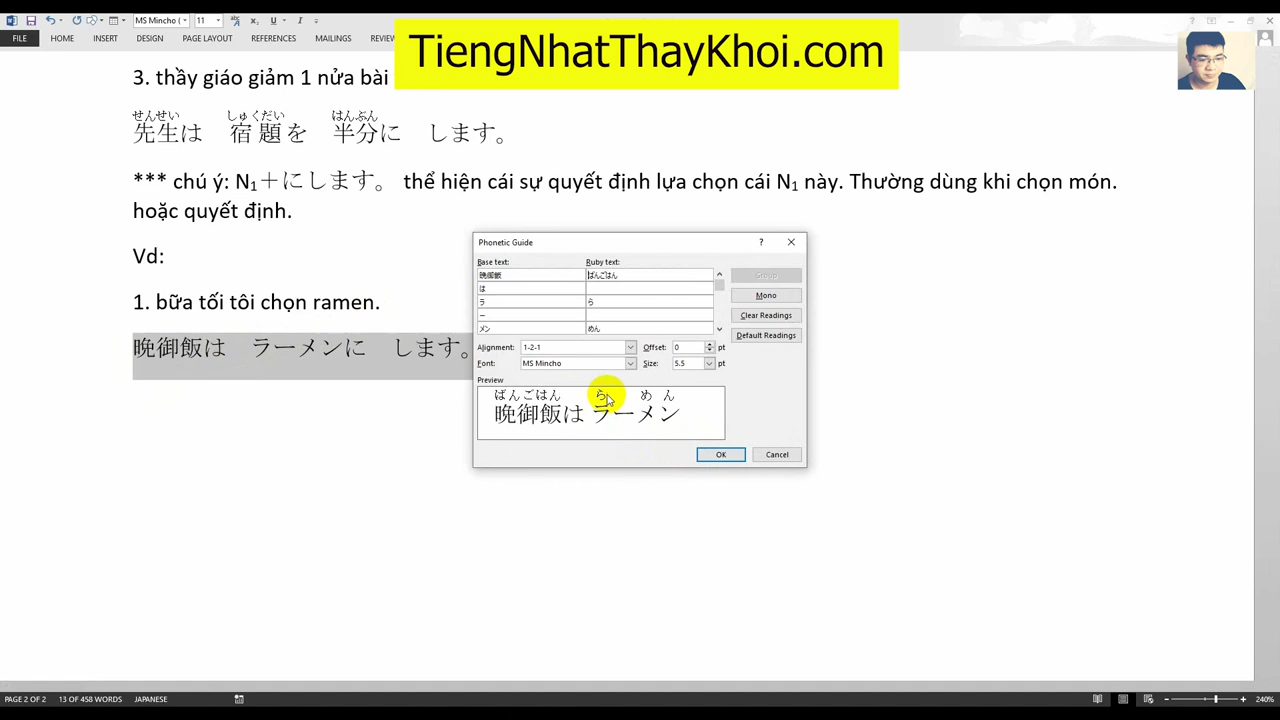 MS Mincho ( 11
FILE HOME INSERT DESIGN PAGE LAYOUT REFERENCES MAILINGS REVIEW
TiengNhatThayKhoi.com
3. thầy giáo giảm 1 nửa bài
せんせい しゅくだい はんぶん
先生は 宿題を 半分に します。
*** chú ý: N1+にします。 thể hiện cái sự quyết định lựa chọn cái N1 này. Thường dùng khi chọn món.
hoặc quyết định.
Vd:
1. bữa tối tôi chọn ramen.
晩御飯は ラーメンに します。
Phonetic Guide
Base text: Ruby text:
晩御飯 ばんごはん Group
は
Mono
ラ ら
ー
Clear Readings
メン めん
Default Readings
Alignment: 1-2-1 Offset: 0 pt
Font: MS Mincho Size: 5.5 pt
Preview
ばんごはん ら めん
晩御飯は ラーメン
OK Cancel
PAGE 2 OF 2 13 OF 458 WORDS JAPANESE 240%